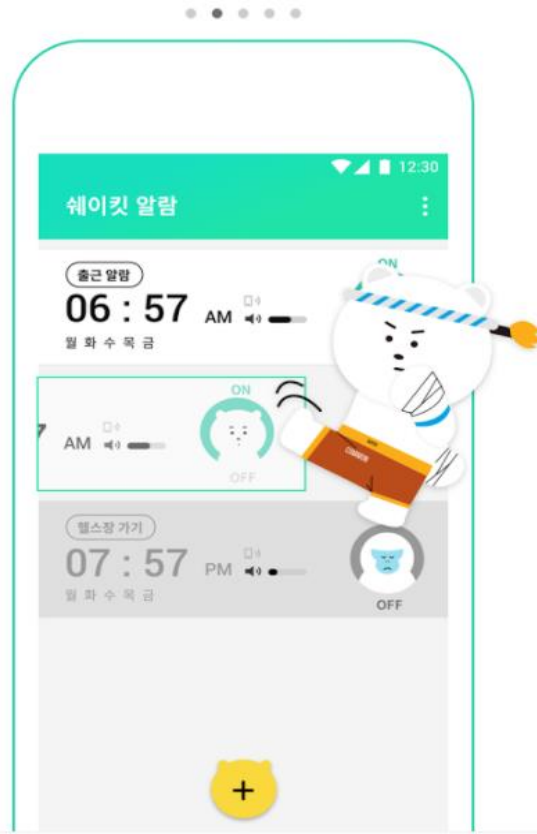 12:30
쉐이킷 알람
출근 알람
ON
06 : 57 AM
월 화 수 목 금
ON
7 AM
OFF
헬스장 가기
07 : 57 PM
월 화 수 목 금
OFF
+